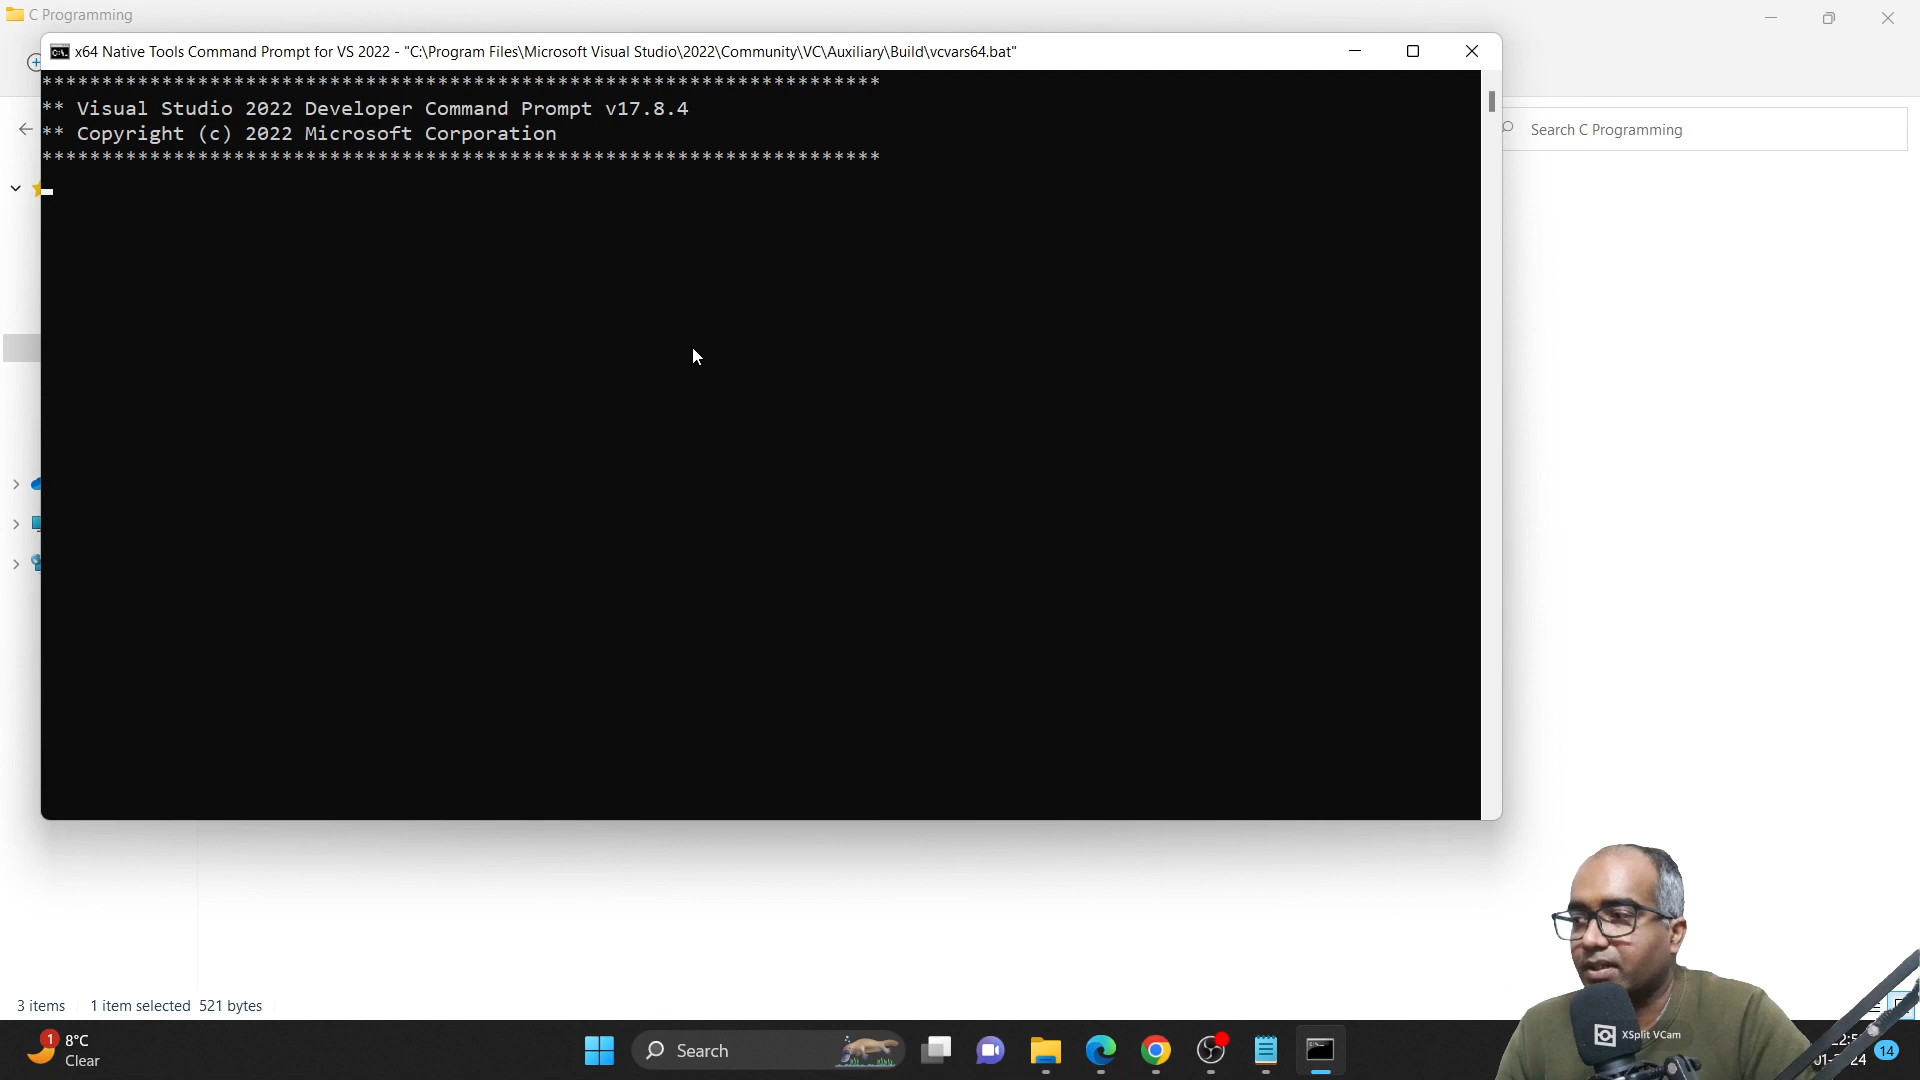 C Programming
x64 Native Tools Command Prompt for VS 2022 - "C:\Program Files\Microsoft Visual Studio\2022\Community\VC\Auxiliary\Build\vcvars64.bat"
**********************************************************************
** Visual Studio 2022 Developer Command Prompt v17.8.4
** Copyright (c) 2022 Microsoft Corporation
**********************************************************************
Search C Programming
3 items 1 item selected 521 bytes
1 8°C
Clear
Search
XSplit VCam
14